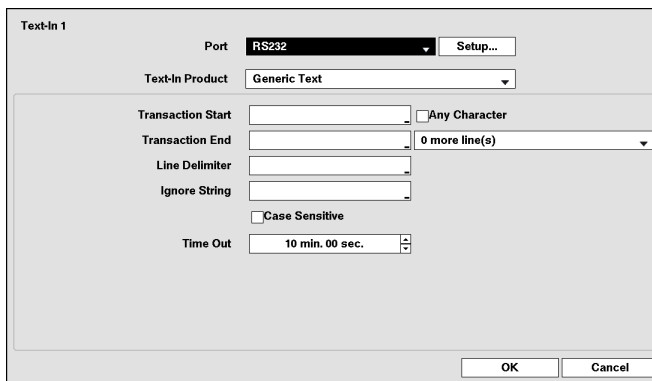 Text-In 1
Port RS232 Setup...
Text-In Product Generic Text
Transaction Start Any Character
Transaction End 0 more line(s)
Line Delimiter
Ignore String
Case Sensitive
Time Out 10 min. 00 sec.
OK Cancel